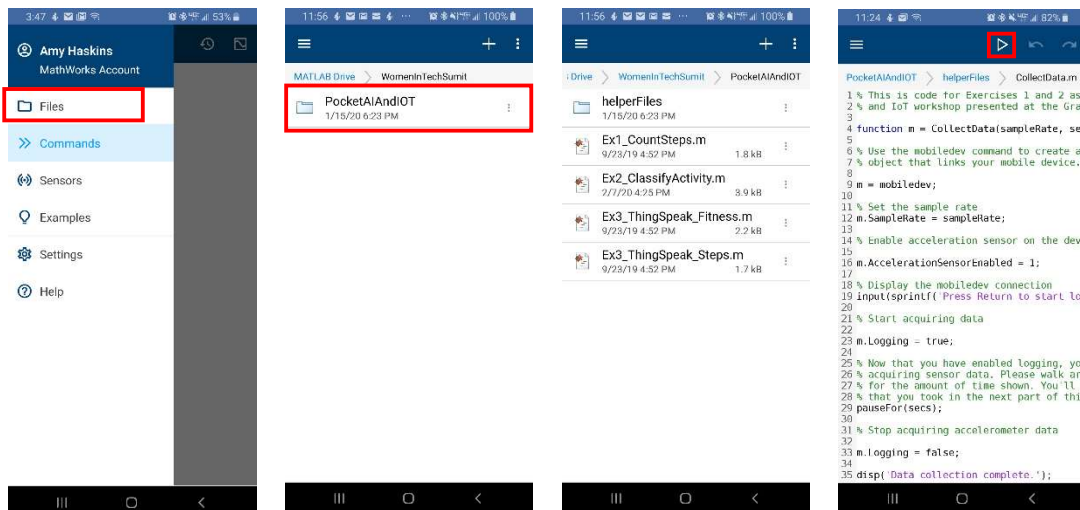 3:47
53%
Amy Haskins
MathWorks Account
Files
Commands
Sensors
Examples
Settings
Help
11:56
100%
MATLAB Drive > WomenInTechSumit
PocketAIAndIOT
1/15/20 6:23 PM
11:56
100%
Drive > WomenInTechSumit > PocketAIAndIOT
helperFiles
1/15/20 6:23 PM
Ex1_CountSteps.m
9/23/19 4:52 PM 1.8 kB
Ex2_ClassifyActivity.m
2/7/20 4:25 PM 3.9 kB
Ex3_ThingSpeak_Fitness.m
9/23/19 4:52 PM 2.2 kB
Ex3_ThingSpeak_Steps.m
9/23/19 4:52 PM 1.7 kB
11:24
82%
PocketAIAndIOT > helperFiles > CollectData.m
1 % This is code for Exercises 1 and 2 as
2 % and IoT workshop presented at the Gra
3
4 function m = CollectData(sampleRate, se
5
6 % Use the mobiledev command to create a
7 % object that links your mobile device.
8
9 m = mobiledev;
10
11 % Set the sample rate
12 m.SampleRate = sampleRate;
13
14 % Enable acceleration sensor on the dev
15
16 m.AccelerationSensorEnabled = 1;
17
18 % Display the mobiledev connection
19 input(sprintf('Press Return to start lo
20
21 % Start acquiring data
22
23 m.Logging = true;
24
25 % Now that you have enabled logging, yo
26 % acquiring sensor data. Please walk ar
27 % for the amount of time shown. You'll
28 % that you took in the next part of thi
29 pauseFor(secs);
30
31 % Stop acquiring accelerometer data
32
33 m.Logging = false;
34
35 disp('Data collection complete.');